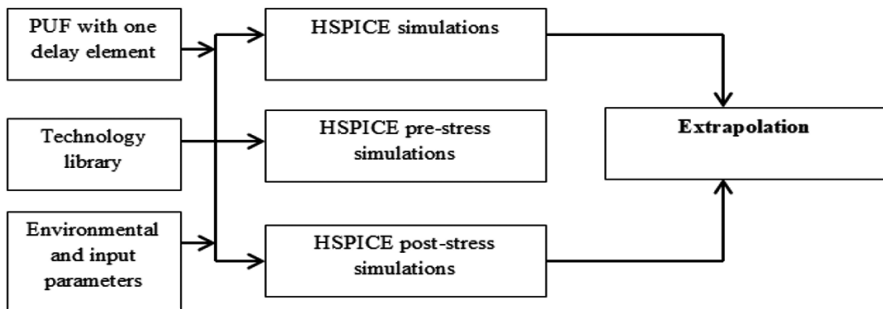 PUF with one
delay element
HSPICE simulations
Technology
library
HSPICE pre-stress
simulations
Extrapolation
Environmental
and input
parameters
HSPICE post-stress
simulations